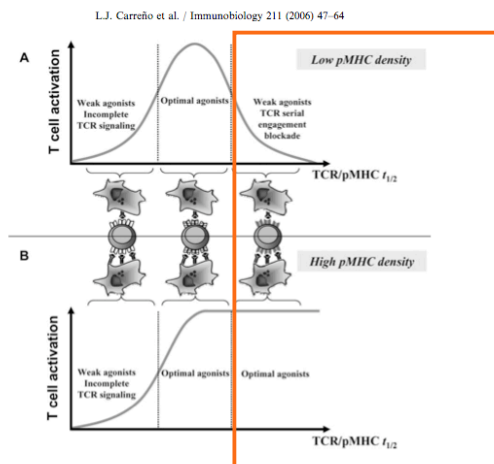 L.J. Carreño et al. / Immunobiology 211 (2006) 47–64
A
Low pMHC density
T cell activation
Weak agonists
Incomplete
TCR signaling
Optimal agonists
Weak agonists
TCR serial
engagement
blockade
TCR/pMHC t1/2
B
High pMHC density
T cell activation
Weak agonists
Incomplete
TCR signaling
Optimal agonists
Optimal agonists
TCR/pMHC t1/2